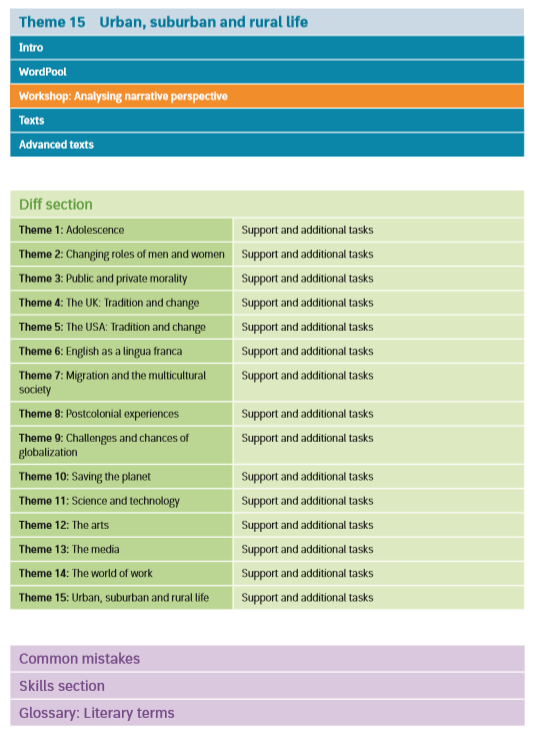 Theme 15 Urban, suburban and rural life
Intro
WordPool
Workshop: Analysing narrative perspective
Texts
Advanced texts
Diff section
Theme 1: Adolescence Support and additional tasks
Theme 2: Changing roles of men and women Support and additional tasks
Theme 3: Public and private morality Support and additional tasks
Theme 4: The UK: Tradition and change Support and additional tasks
Theme 5: The USA: Tradition and change Support and additional tasks
Theme 6: English as a lingua franca Support and additional tasks
Theme 7: Migration and the multicultural Support and additional tasks
society
Theme 8: Postcolonial experiences Support and additional tasks
Theme 9: Challenges and chances of Support and additional tasks
globalization
Theme 10: Saving the planet Support and additional tasks
Theme 11: Science and technology Support and additional tasks
Theme 12: The arts Support and additional tasks
Theme 13: The media Support and additional tasks
Theme 14: The world of work Support and additional tasks
Theme 15: Urban, suburban and rural life Support and additional tasks
Common mistakes
Skills section
Glossary: Literary terms